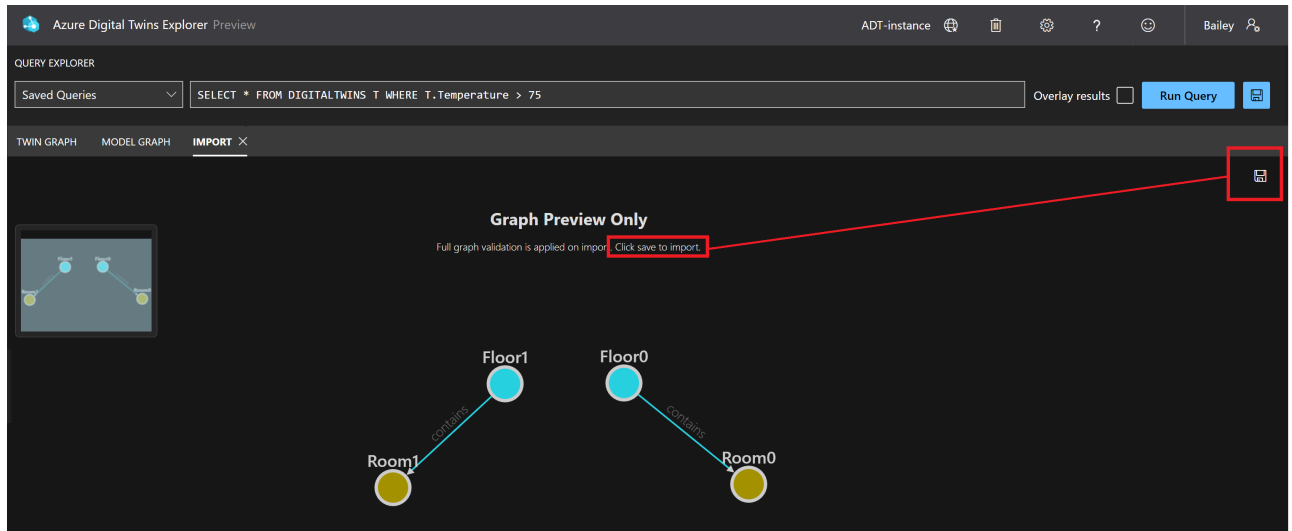 Azure Digital Twins Explorer Preview
ADT-instance
?
Bailey
QUERY EXPLORER
Saved Queries
SELECT * FROM DIGITALTWINS T WHERE T.Temperature > 75
Overlay results
Run Query
TWIN GRAPH
MODEL GRAPH
IMPORT
Graph Preview Only
Full graph validation is applied on import. Click save to import.
Floor1
Floor0
contains
contains
Room1
Room0